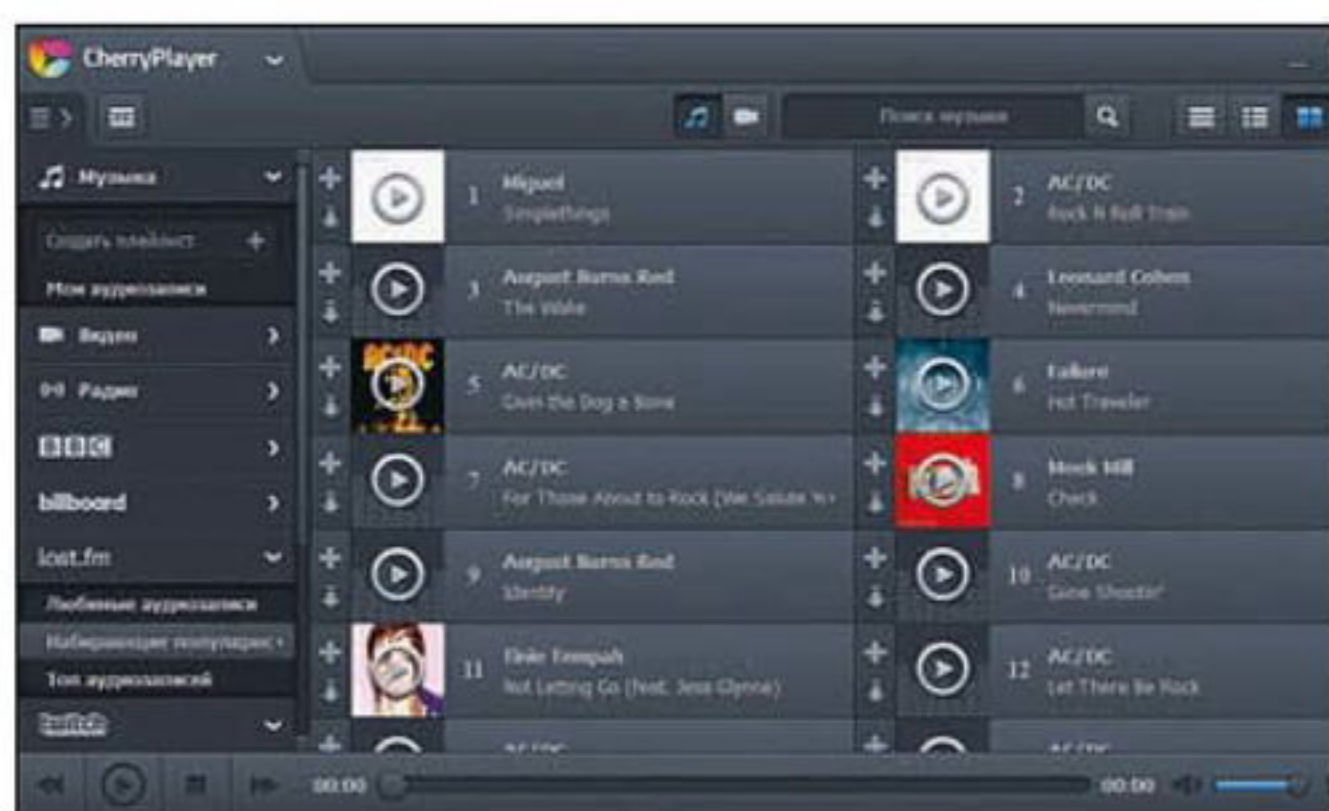 CherryPlayer
Поиск музыки
Музыка
Создать плейлист
Мои аудиозаписи
Видео
Радио
BBC
billboard
last.fm
Любимые аудиозаписи
Набирающие популярнос
Топ аудиозаписей
twitch
1 Miguel
Simplethings
2 AC/DC
Rock N Roll Train
3 August Burns Red
The Wake
4 Leonard Cohen
Nevermind
5 AC/DC
Given the Dog a Bone
6 Failure
Hot Traveler
7 AC/DC
For Those About to Rock (We Salute Yo
8 Meek Mill
Check
9 August Burns Red
Identity
10 AC/DC
Gone Shootin'
11 Tinie Tempah
Not Letting Go (feat. Jess Glynne)
12 AC/DC
Let There Be Rock
AC/DC
AC/DC
00:00
00:00